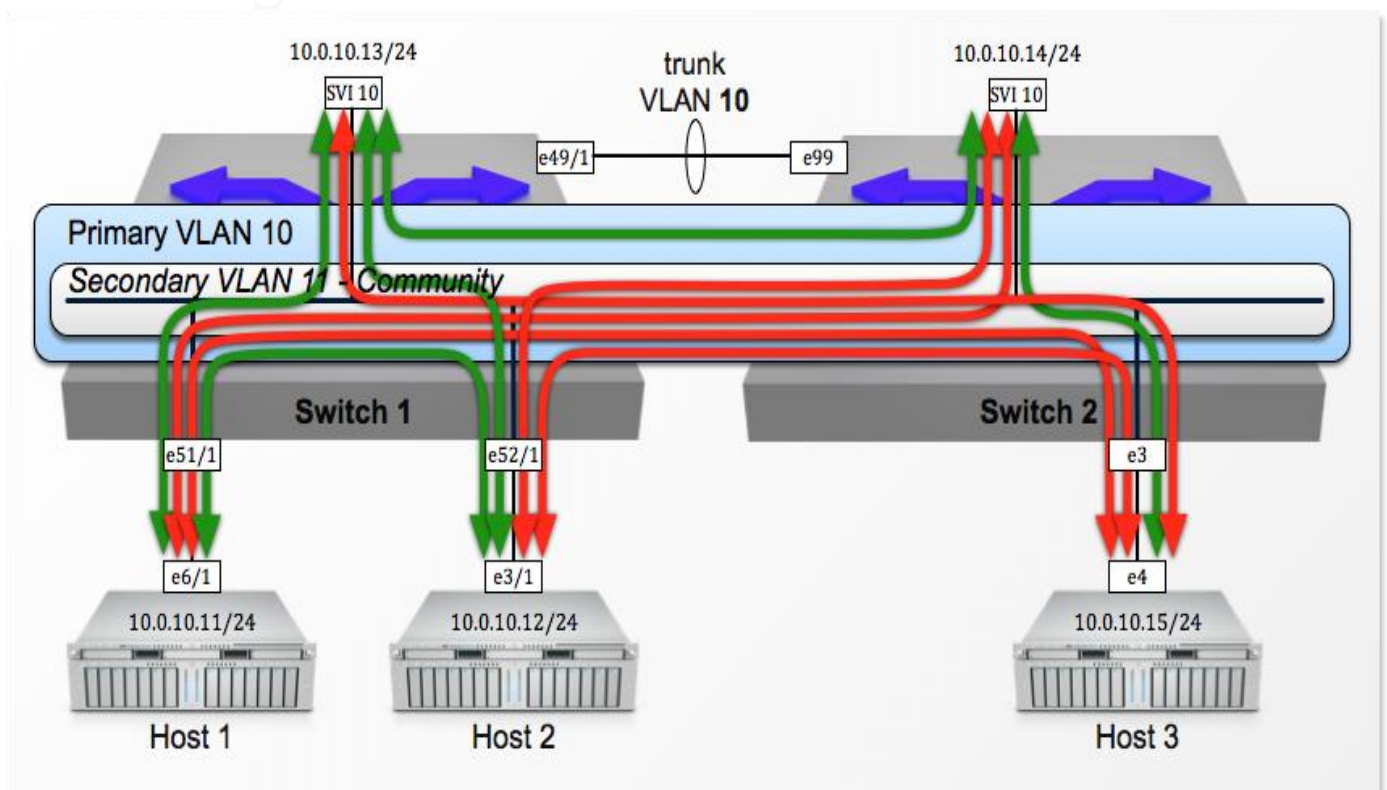 10.0.10.13/24
10.0.10.14/24
trunk
VLAN 10
SVI 10
SVI 10
e49/1
e99
Primary VLAN 10
Secondary VLAN 11 - Community
Switch 1
Switch 2
e51/1
e52/1
e3
e6/1
e3/1
e4
10.0.10.11/24
10.0.10.12/24
10.0.10.15/24
Host 1
Host 2
Host 3